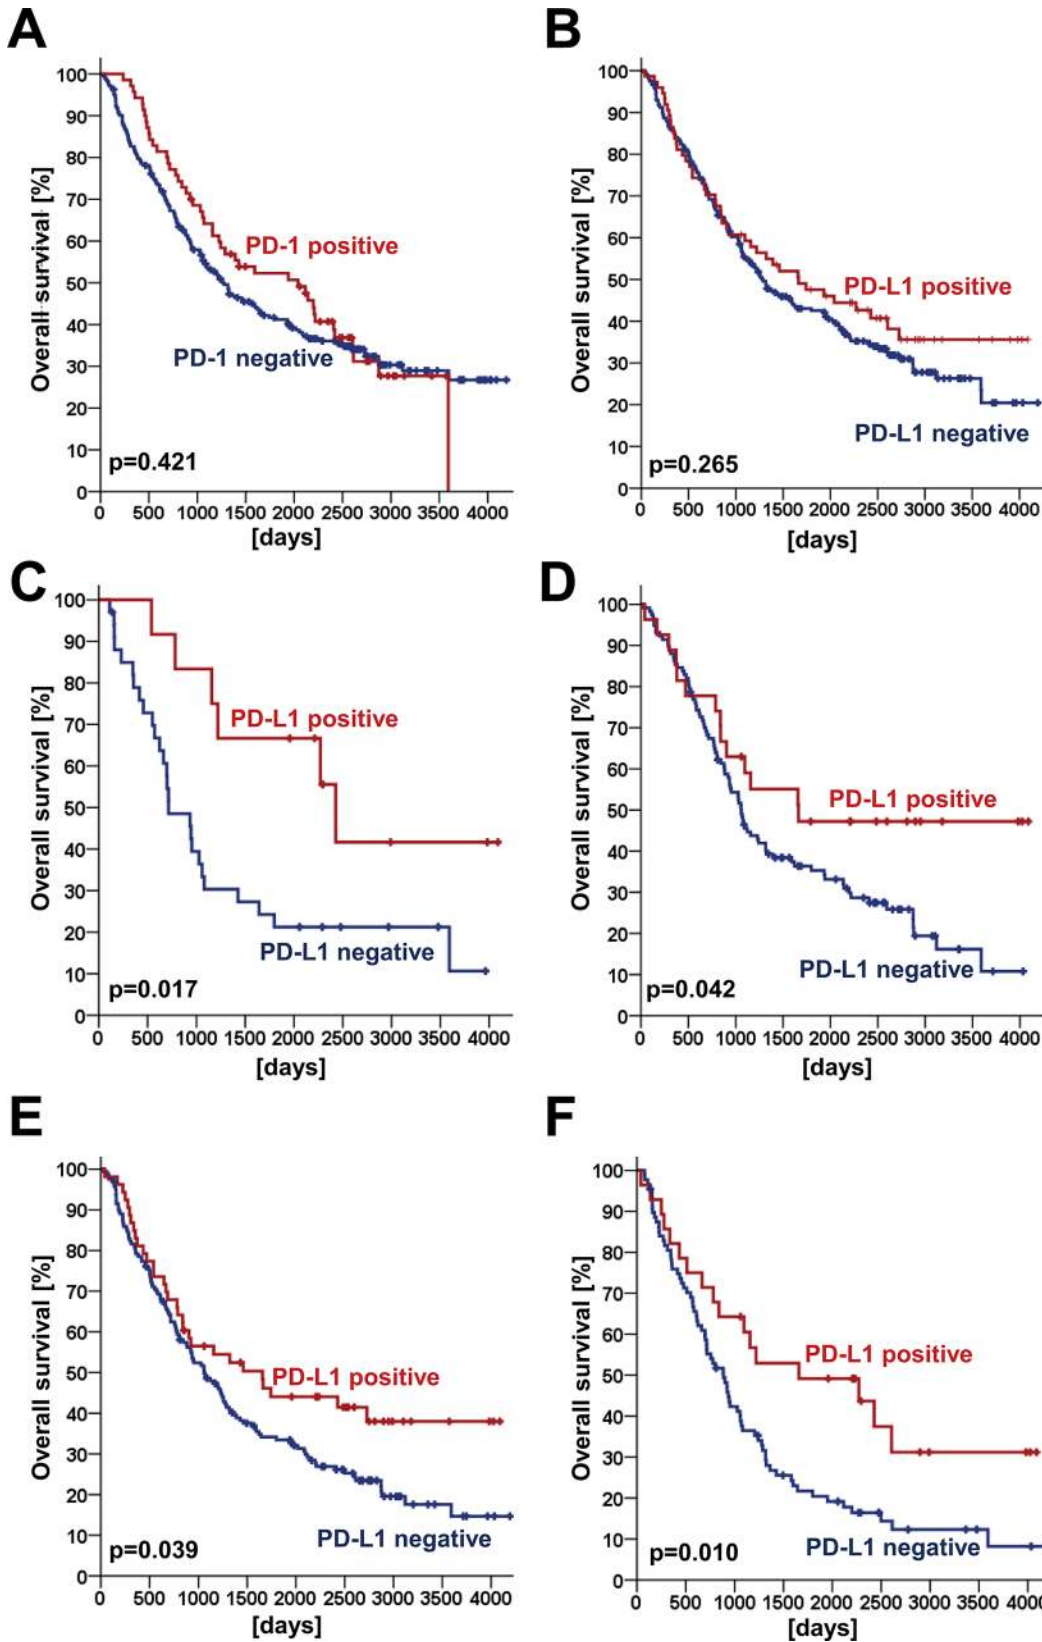 A
B
100
90
80
70
60
50
40
30
20
10
0
Overall survival [%]
PD-1 positive
PD-1 negative
p=0.421
0 500 1000 1500 2000 2500 3000 3500 4000
[days]
100
90
80
70
60
50
40
30
20
10
0
Overall survival [%]
PD-L1 positive
PD-L1 negative
p=0.265
0 500 1000 1500 2000 2500 3000 3500 4000
[days]
C
D
100
90
80
70
60
50
40
30
20
10
0
Overall survival [%]
PD-L1 positive
PD-L1 negative
p=0.017
0 500 1000 1500 2000 2500 3000 3500 4000
[days]
100
90
80
70
60
50
40
30
20
10
0
Overall survival [%]
PD-L1 positive
PD-L1 negative
p=0.042
0 500 1000 1500 2000 2500 3000 3500 4000
[days]
E
F
100
90
80
70
60
50
40
30
20
10
0
Overall survival [%]
PD-L1 positive
PD-L1 negative
p=0.039
0 500 1000 1500 2000 2500 3000 3500 4000
[days]
100
90
80
70
60
50
40
30
20
10
0
Overall survival [%]
PD-L1 positive
PD-L1 negative
p=0.010
0 500 1000 1500 2000 2500 3000 3500 400
[days]